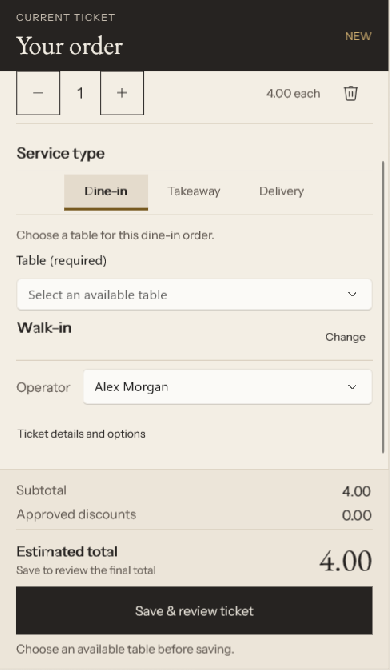 CURRENT TICKET
Your order
NEW
− 1 +
4.00 each
Service type
Dine-in Takeaway Delivery
Choose a table for this dine-in order.
Table (required)
Select an available table
Walk-in
Change
Operator Alex Morgan
Ticket details and options
Subtotal 4.00
Approved discounts 0.00
Estimated total 4.00
Save to review the final total
Save & review ticket
Choose an available table before saving.